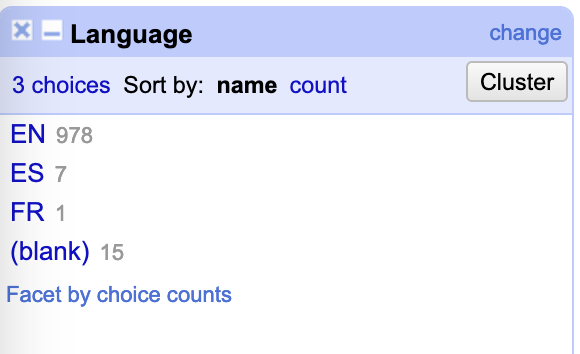 Language change
3 choices Sort by: name count Cluster
EN 978
ES 7
FR 1
(blank) 15
Facet by choice counts